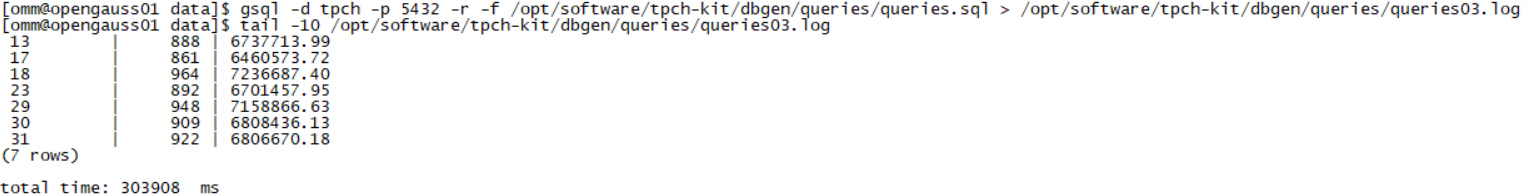 [omm@opengauss01 data]$ gsql -d tpch -p 5432 -r -f /opt/software/tpch-kit/dbgen/queries/queries.sql > /opt/software/tpch-kit/dbgen/queries/queries03.log
[omm@opengauss01 data]$ tail -10 /opt/software/tpch-kit/dbgen/queries/queries03.log
13 | 888 | 6737713.99
17 | 861 | 6460573.72
18 | 964 | 7236687.40
23 | 892 | 6701457.95
29 | 948 | 7158866.63
30 | 909 | 6808436.13
31 | 922 | 6806670.18
(7 rows)
total time: 303908 ms